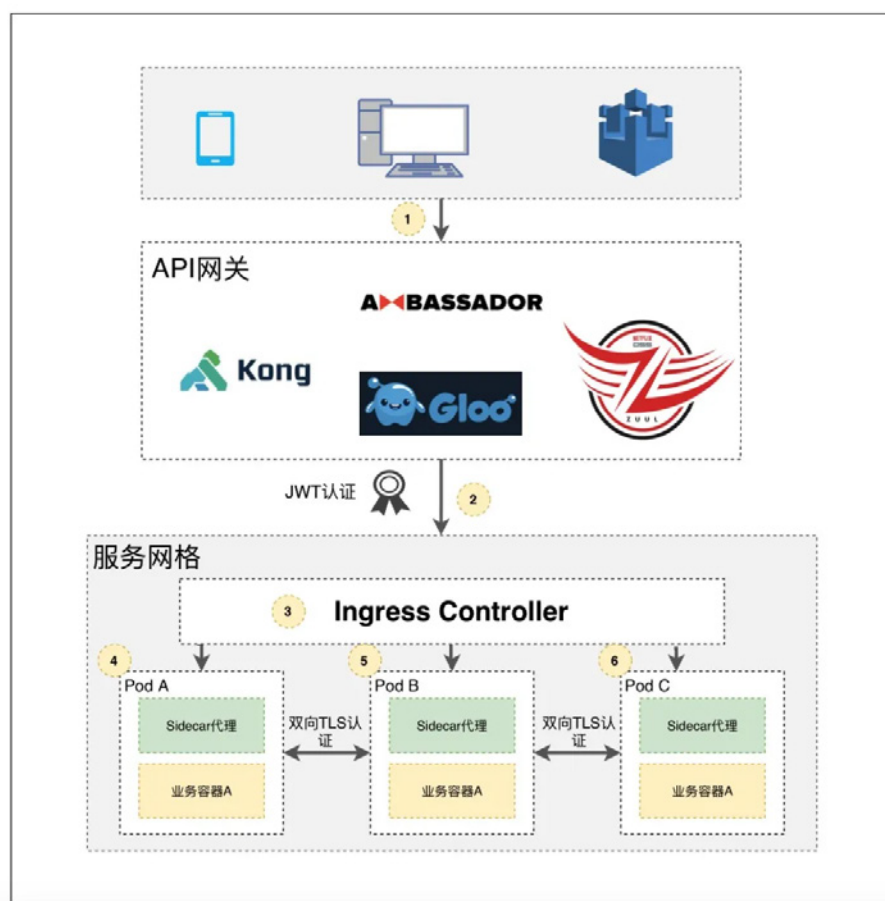 1
API网关
AMBASSADOR
Kong
Gloo
NETFLIX
ZUUL
JWT认证
2
服务网格
3
Ingress Controller
4
5
6
Pod A
Pod B
Pod C
Sidecar代理
双向TLS认
证
Sidecar代理
双向TLS认
证
Sidecar代理
业务容器A
业务容器A
业务容器A